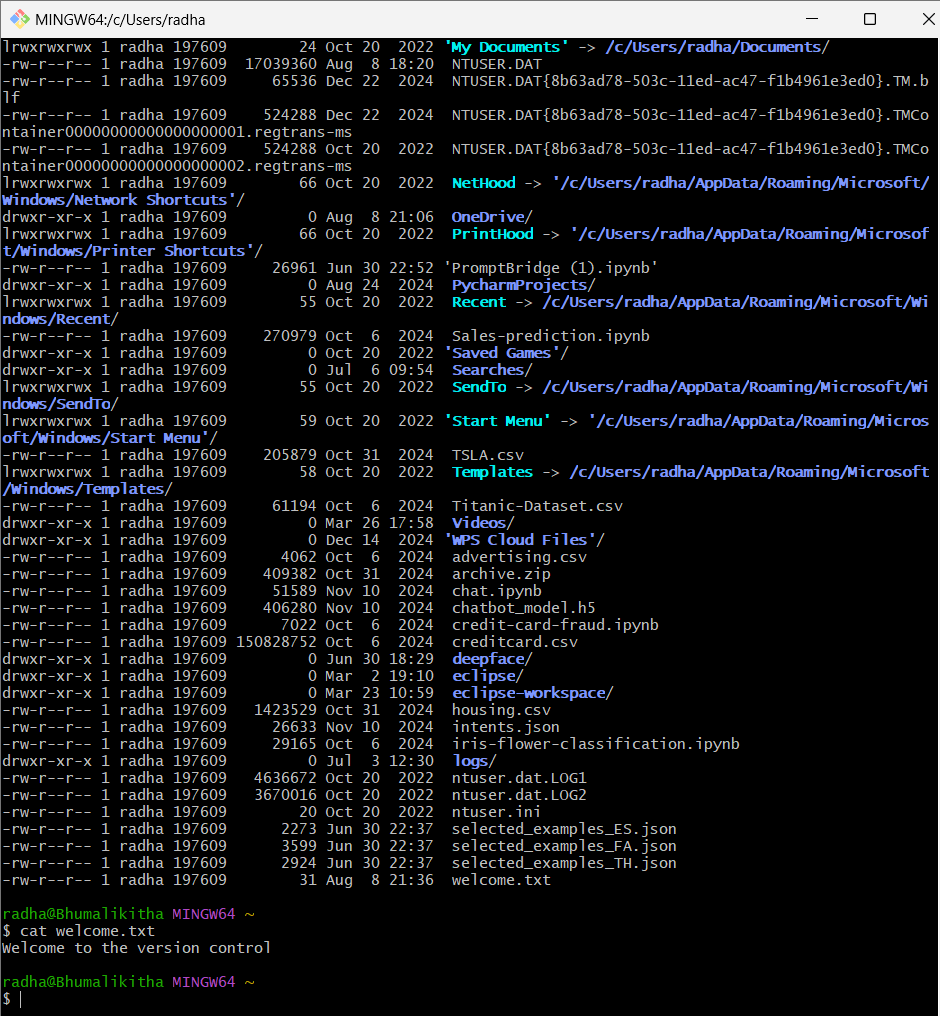 MINGW64:/c/Users/radha
lrwxrwxrwx 1 radha 197609        24 Oct 20  2022 'My Documents' -> /c/Users/radha/Documents/
-rw-r--r-- 1 radha 197609  17039360 Aug  8 18:20  NTUSER.DAT
-rw-r--r-- 1 radha 197609     65536 Dec 22  2024  NTUSER.DAT{8b63ad78-503c-11ed-ac47-f1b4961e3ed0}.TM.b
lf
-rw-r--r-- 1 radha 197609    524288 Dec 22  2024  NTUSER.DAT{8b63ad78-503c-11ed-ac47-f1b4961e3ed0}.TMCo
ntainer00000000000000000001.regtrans-ms
-rw-r--r-- 1 radha 197609    524288 Oct 20  2022  NTUSER.DAT{8b63ad78-503c-11ed-ac47-f1b4961e3ed0}.TMCo
ntainer00000000000000000002.regtrans-ms
lrwxrwxrwx 1 radha 197609        66 Oct 20  2022  NetHood -> '/c/Users/radha/AppData/Roaming/Microsoft/
Windows/Network Shortcuts'/
drwxr-xr-x 1 radha 197609         0 Aug  8 21:06  OneDrive/
lrwxrwxrwx 1 radha 197609        66 Oct 20  2022  PrintHood -> '/c/Users/radha/AppData/Roaming/Microsof
t/Windows/Printer Shortcuts'/
-rw-r--r-- 1 radha 197609     26961 Jun 30 22:52 'PromptBridge (1).ipynb'
drwxr-xr-x 1 radha 197609         0 Aug 24  2024  PycharmProjects/
lrwxrwxrwx 1 radha 197609        55 Oct 20  2022  Recent -> /c/Users/radha/AppData/Roaming/Microsoft/Wi
ndows/Recent/
-rw-r--r-- 1 radha 197609    270979 Oct  6  2024  Sales-prediction.ipynb
drwxr-xr-x 1 radha 197609         0 Oct 20  2022 'Saved Games'/
drwxr-xr-x 1 radha 197609         0 Jul  6 09:54  Searches/
lrwxrwxrwx 1 radha 197609        55 Oct 20  2022  SendTo -> /c/Users/radha/AppData/Roaming/Microsoft/Wi
ndows/SendTo/
lrwxrwxrwx 1 radha 197609        59 Oct 20  2022 'Start Menu' -> '/c/Users/radha/AppData/Roaming/Micros
oft/Windows/Start Menu'/
-rw-r--r-- 1 radha 197609    205879 Oct 31  2024  TSLA.csv
lrwxrwxrwx 1 radha 197609        58 Oct 20  2022  Templates -> /c/Users/radha/AppData/Roaming/Microsoft
/Windows/Templates/
-rw-r--r-- 1 radha 197609     61194 Oct  6  2024  Titanic-Dataset.csv
drwxr-xr-x 1 radha 197609         0 Mar 26 17:58  Videos/
drwxr-xr-x 1 radha 197609         0 Dec 14  2024 'WPS Cloud Files'/
-rw-r--r-- 1 radha 197609      4062 Oct  6  2024  advertising.csv
-rw-r--r-- 1 radha 197609    409382 Oct 31  2024  archive.zip
-rw-r--r-- 1 radha 197609     51589 Nov 10  2024  chat.ipynb
-rw-r--r-- 1 radha 197609    406280 Nov 10  2024  chatbot_model.h5
-rw-r--r-- 1 radha 197609      7022 Oct  6  2024  credit-card-fraud.ipynb
-rw-r--r-- 1 radha 197609 150828752 Oct  6  2024  creditcard.csv
drwxr-xr-x 1 radha 197609         0 Jun 30 18:29  deepface/
drwxr-xr-x 1 radha 197609         0 Mar  2 19:10  eclipse/
drwxr-xr-x 1 radha 197609         0 Mar 23 10:59  eclipse-workspace/
-rw-r--r-- 1 radha 197609   1423529 Oct 31  2024  housing.csv
-rw-r--r-- 1 radha 197609     26633 Nov 10  2024  intents.json
-rw-r--r-- 1 radha 197609     29165 Oct  6  2024  iris-flower-classification.ipynb
drwxr-xr-x 1 radha 197609         0 Jul  3 12:30  logs/
-rw-r--r-- 1 radha 197609   4636672 Oct 20  2022  ntuser.dat.LOG1
-rw-r--r-- 1 radha 197609   3670016 Oct 20  2022  ntuser.dat.LOG2
-rw-r--r-- 1 radha 197609        20 Oct 20  2022  ntuser.ini
-rw-r--r-- 1 radha 197609      2273 Jun 30 22:37  selected_examples_ES.json
-rw-r--r-- 1 radha 197609      3599 Jun 30 22:37  selected_examples_FA.json
-rw-r--r-- 1 radha 197609      2924 Jun 30 22:37  selected_examples_TH.json
-rw-r--r-- 1 radha 197609        31 Aug  8 21:36  welcome.txt
radha@Bhumalikitha MINGW64 ~
$ cat welcome.txt
Welcome to the version control
radha@Bhumalikitha MINGW64 ~
$